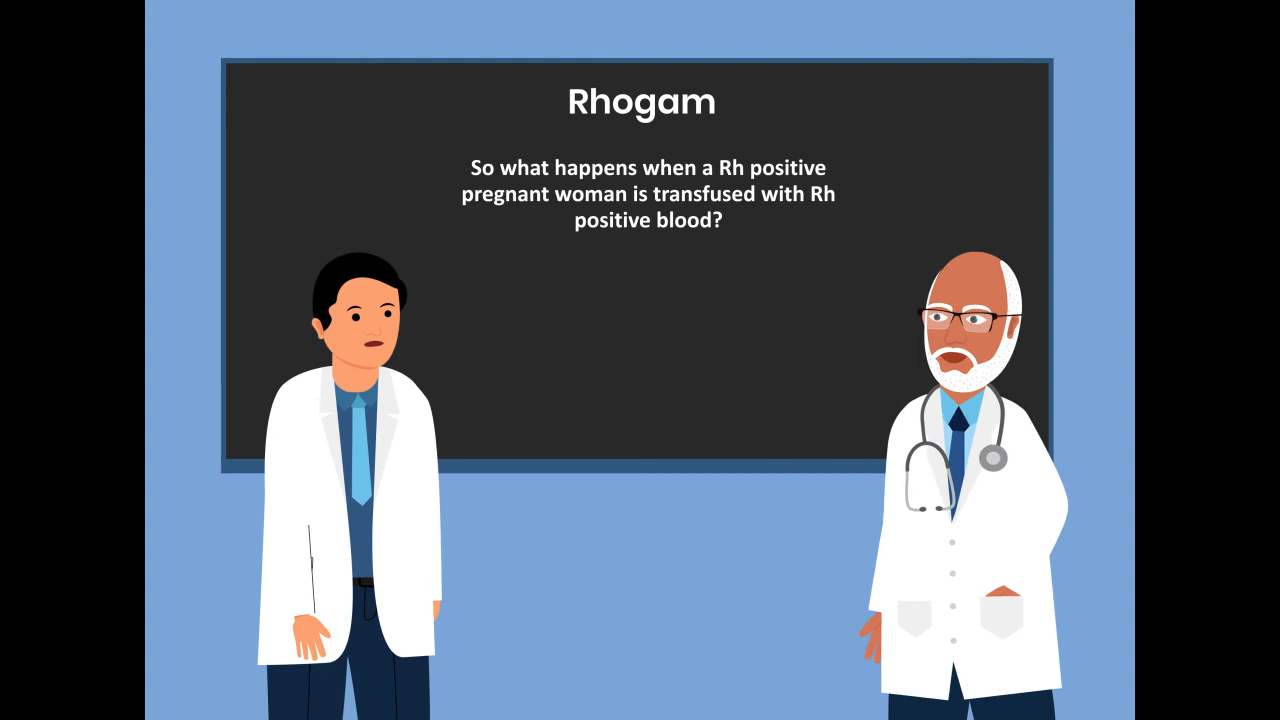 Rhogam
So what happens when a Rh positive
pregnant woman is transfused with Rh
positive blood?